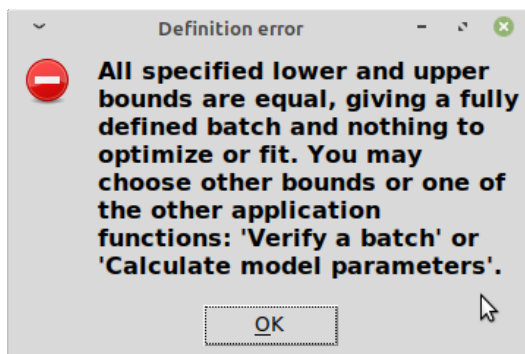 Definition error
All specified lower and upper
bounds are equal, giving a fully
defined batch and nothing to
optimize or fit. You may
choose other bounds or one of
the other application
functions: 'Verify a batch' or
'Calculate model parameters'.
OK